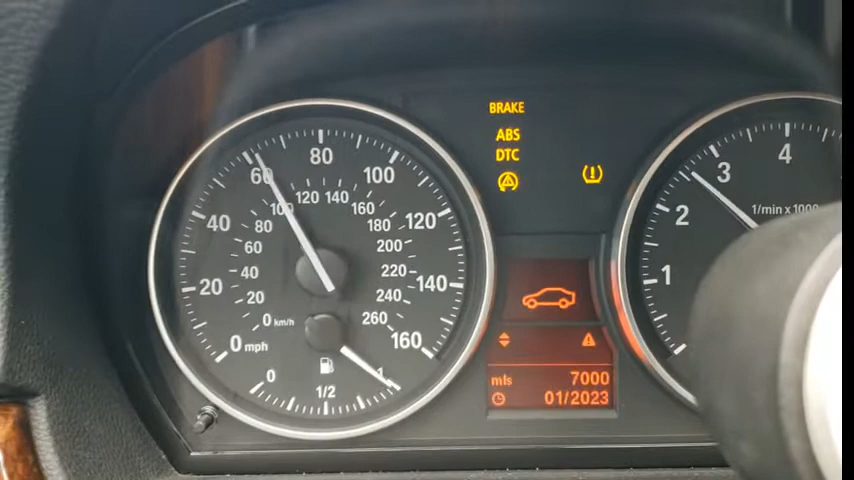 BRAKE
ABS
DTC
0 20 40 60 80 100 120 140 160
mph
0 20 40 60 80 100 120 140 160 180 200 220 240 260
km/h
0 1/2 1
1 2 3 4
1/min x 1000
mls 7000
01/2023